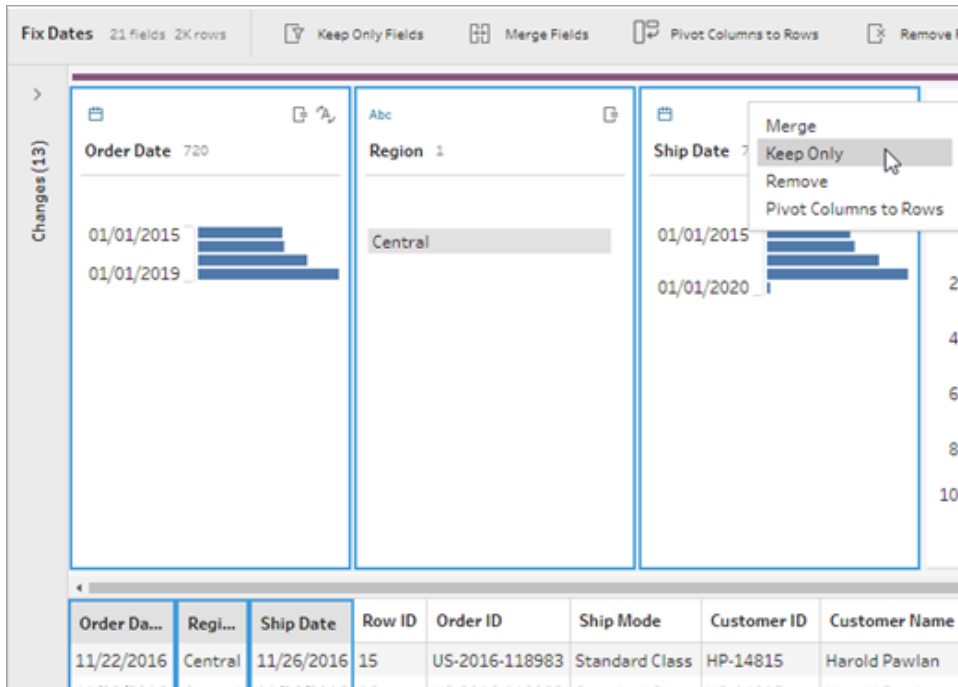 Fix Dates 21 fields 2K rows Keep Only Fields Merge Fields Pivot Columns to Rows Remove
Changes (13)
Order Date 720
01/01/2015
01/01/2019
Abc
Region 1
Central
Ship Date 7
01/01/2015
01/01/2020
Merge
Keep Only
Remove
Pivot Columns to Rows
2
4
6
8
10
Order Da... Regi... Ship Date Row ID Order ID Ship Mode Customer ID Customer Name
11/22/2016 Central 11/26/2016 15 US-2016-118983 Standard Class HP-14815 Harold Pawlan